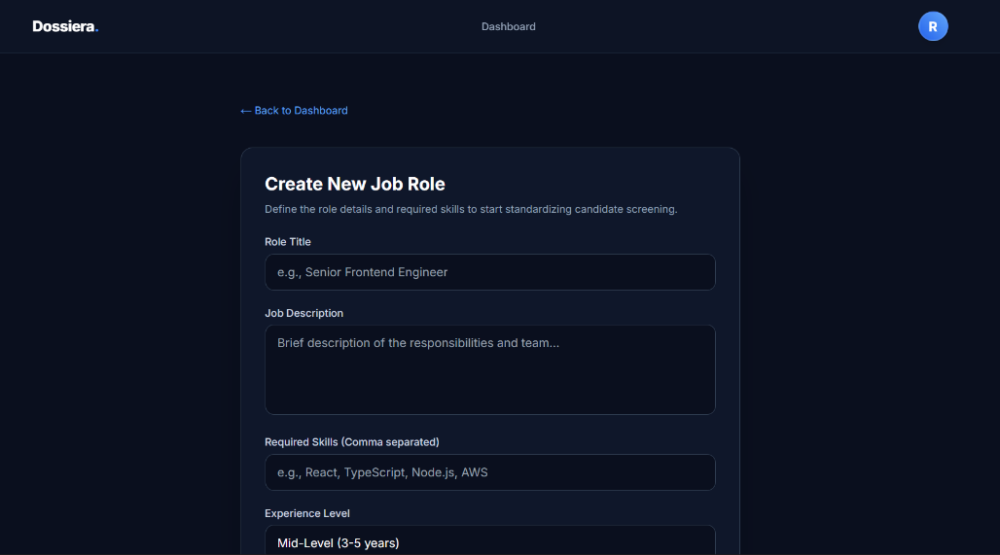 Dossiera.
Dashboard
R
← Back to Dashboard
Create New Job Role
Define the role details and required skills to start standardizing candidate screening.
Role Title
e.g., Senior Frontend Engineer
Job Description
Brief description of the responsibilities and team...
Required Skills (Comma separated)
e.g., React, TypeScript, Node.js, AWS
Experience Level
Mid-Level (3-5 years)